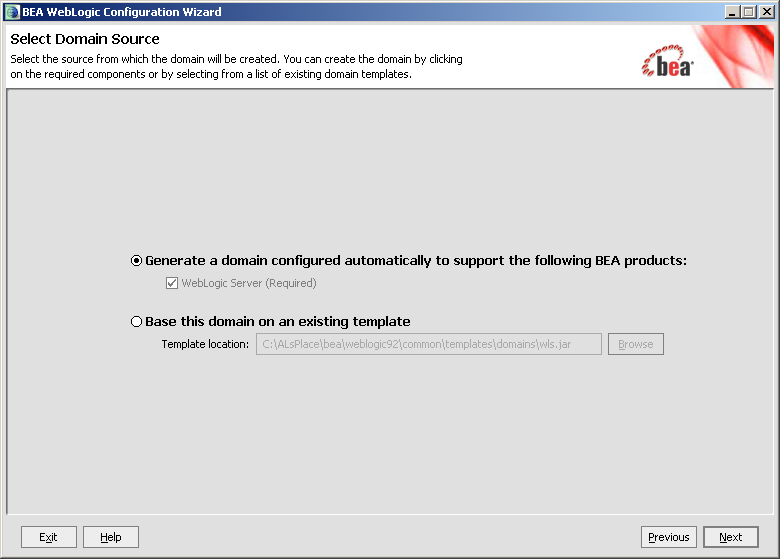 BEA WebLogic Configuration Wizard
Select Domain Source
Select the source from which the domain will be created. You can create the domain by clicking
on the required components or by selecting from a list of existing domain templates.
bea
Generate a domain configured automatically to support the following BEA products:
WebLogic Server (Required)
Base this domain on an existing template
Template location: C:\ALsPlace\bea\weblogic92\common\templates\domains\wls.jar Browse
Exit Help Previous Next